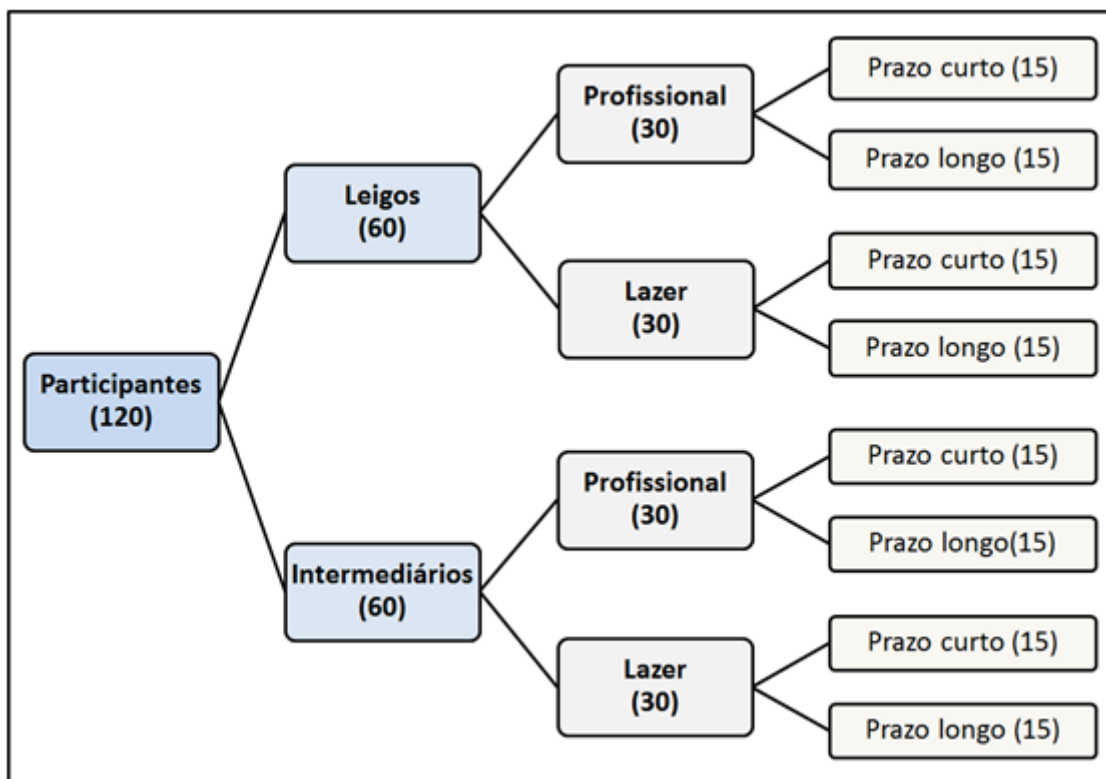 Participantes
(120)
Leigos
(60)
Profissional
(30)
Prazo curto (15)
Prazo longo (15)
Lazer
(30)
Prazo curto (15)
Prazo longo (15)
Intermediários
(60)
Profissional
(30)
Prazo curto (15)
Prazo longo(15)
Lazer
(30)
Prazo curto (15)
Prazo longo (15)